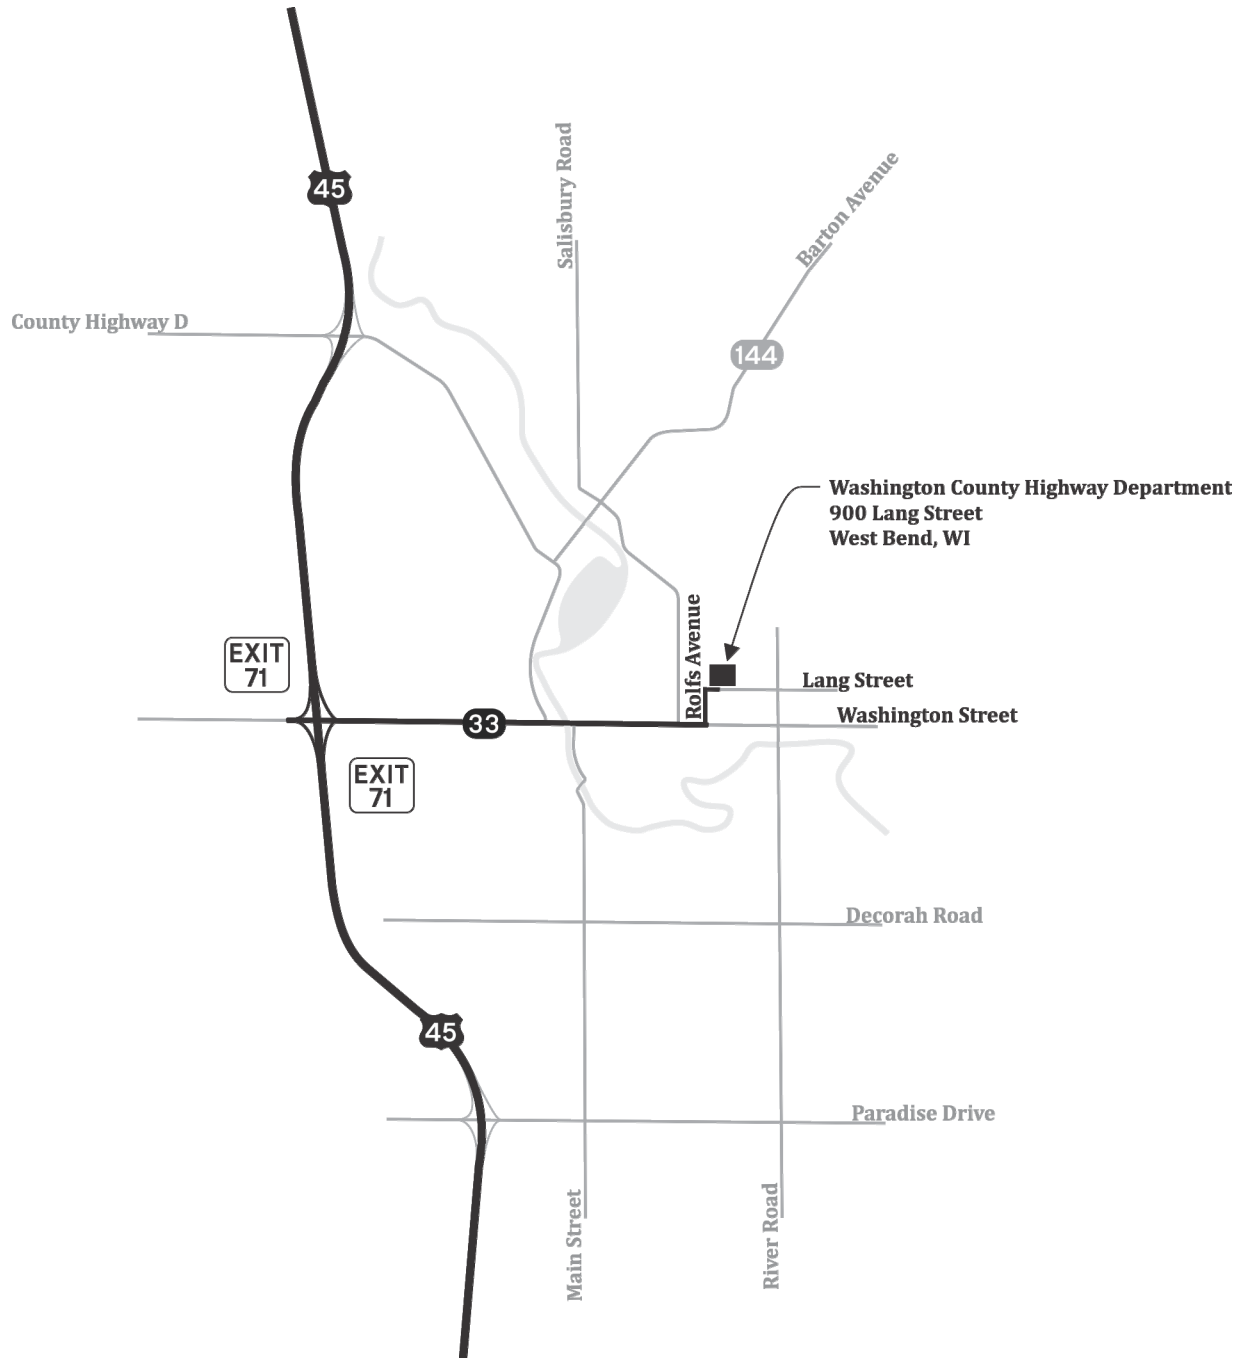 45
Salisbury Road
Barton Avenue
County Highway D
144
Washington County Highway Department
900 Lang Street
West Bend, WI
Rolfs Avenue
EXIT
71
Lang Street
Washington Street
33
EXIT
71
Decorah Road
45
Paradise Drive
Main Street
River Road